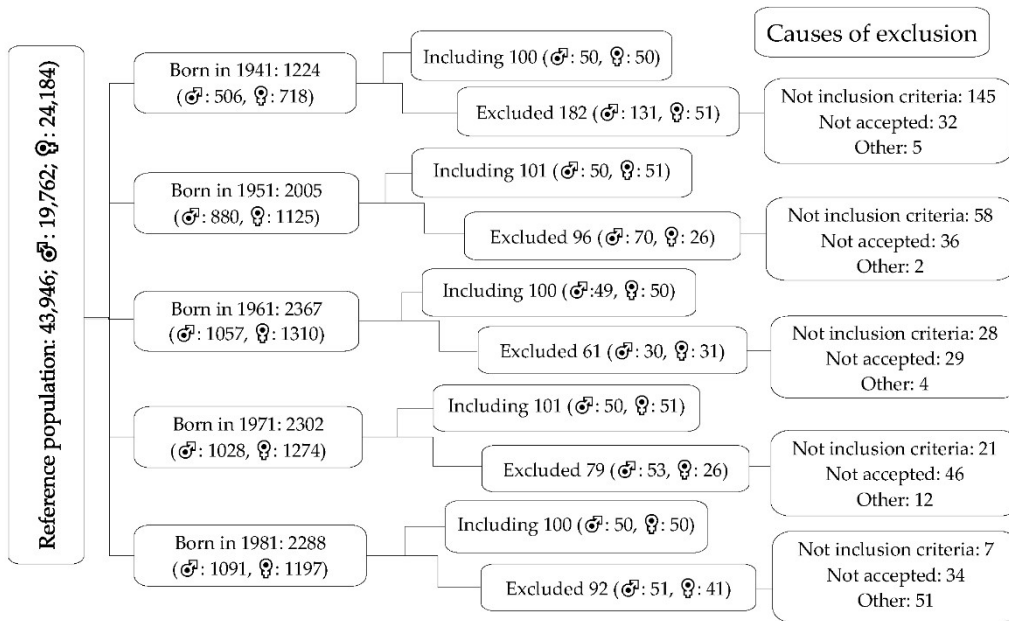 Reference population: 43,946; ♂: 19,762; ♀: 24,184
Causes of exclusion
Born in 1941: 1224
(♂: 506, ♀: 718)
Including 100 (♂: 50, ♀: 50)
Excluded 182 (♂: 131, ♀: 51)
Not inclusion criteria: 145
Not accepted: 32
Other: 5
Born in 1951: 2005
(♂: 880, ♀: 1125)
Including 101 (♂: 50, ♀: 51)
Excluded 96 (♂: 70, ♀: 26)
Not inclusion criteria: 58
Not accepted: 36
Other: 2
Born in 1961: 2367
(♂: 1057, ♀: 1310)
Including 100 (♂:49, ♀: 50)
Excluded 61 (♂: 30, ♀: 31)
Not inclusion criteria: 28
Not accepted: 29
Other: 4
Born in 1971: 2302
(♂: 1028, ♀: 1274)
Including 101 (♂: 50, ♀: 51)
Excluded 79 (♂: 53, ♀: 26)
Not inclusion criteria: 21
Not accepted: 46
Other: 12
Born in 1981: 2288
(♂: 1091, ♀: 1197)
Including 100 (♂: 50, ♀: 50)
Excluded 92 (♂: 51, ♀: 41)
Not inclusion criteria: 7
Not accepted: 34
Other: 51